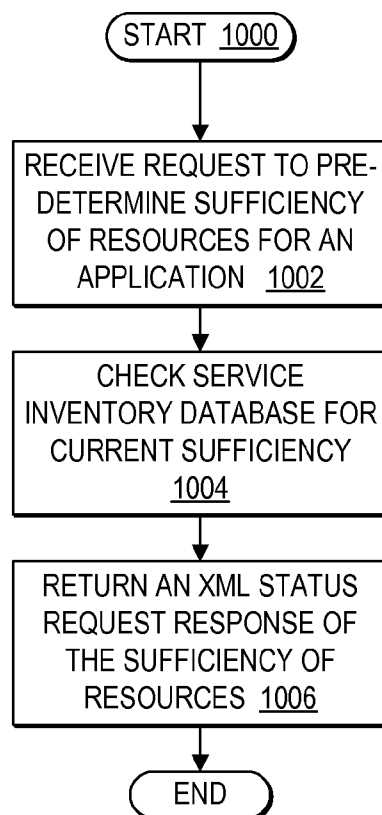 START 1000
RECEIVE REQUEST TO PRE-
DETERMINE SUFFICIENCY
OF RESOURCES FOR AN
APPLICATION 1002
CHECK SERVICE
INVENTORY DATABASE FOR
CURRENT SUFFICIENCY
1004
RETURN AN XML STATUS
REQUEST RESPONSE OF
THE SUFFICIENCY OF
RESOURCES 1006
END